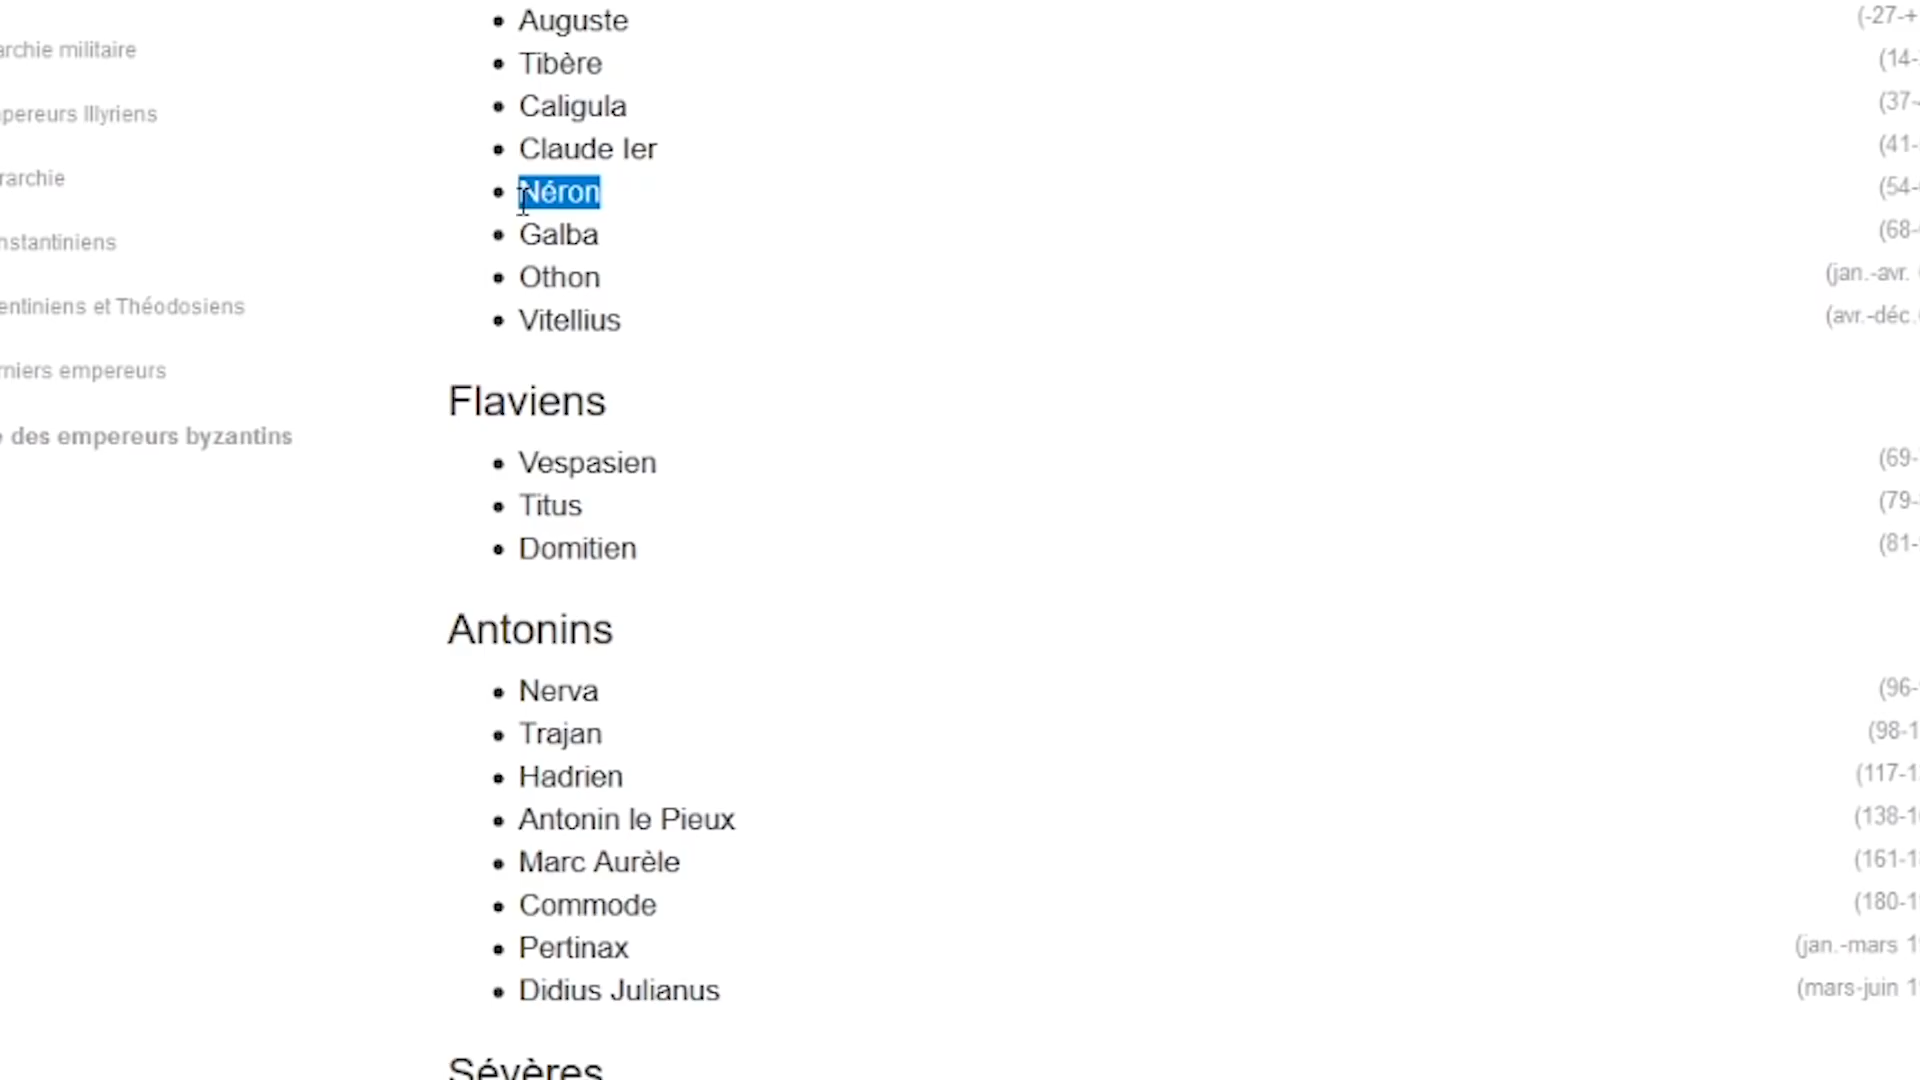 Auguste (-27-+
archie militaire
Tibère (14-
Caligula (37-
pereurs Illyriens
Claude Ier (41-
rarchie
Néron (54-
Galba (68-
nstantiniens
Othon (jan.-avr.
entiniens et Théodosiens
Vitellius (avr.-déc.
rniers empereurs
Flaviens
des empereurs byzantins
Vespasien (69-
Titus (79-
Domitien (81-
Antonins
Nerva (96-
Trajan (98-1
Hadrien (117-1
Antonin le Pieux (138-1
Marc Aurèle (161-1
Commode (180-1
Pertinax (jan.-mars 1
Didius Julianus (mars-juin 1
Sévères